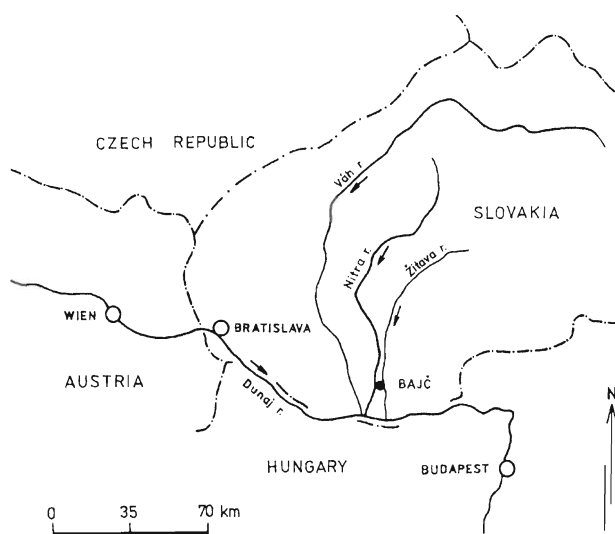 CZECH REPUBLIC
Váh r.
SLOVAKIA
Nitra r.
Žitava r.
WIEN
BRATISLAVA
AUSTRIA
Dunaj r.
BAJČ
N
HUNGARY
BUDAPEST
0 35 70 km